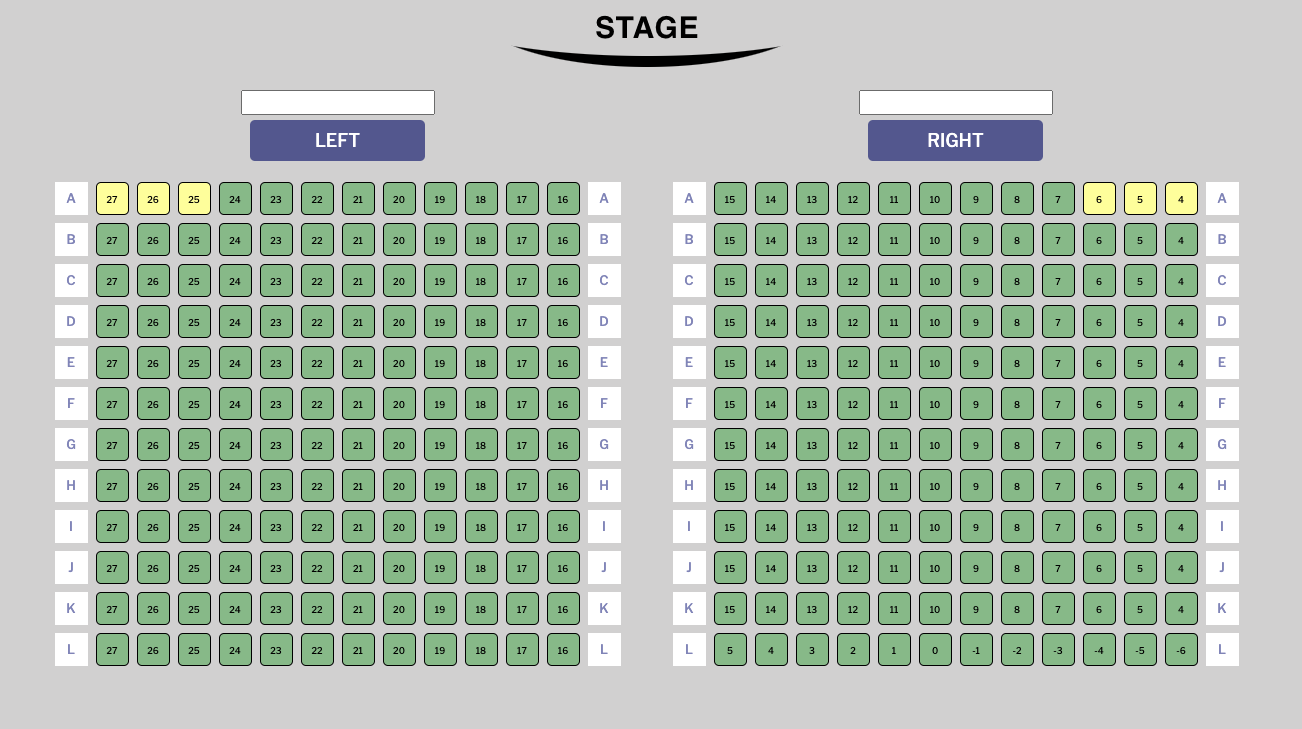 STAGE
LEFT RIGHT
A 27 26 25 24 23 22 21 20 19 18 17 16 A A 15 14 13 12 11 10 9 8 7 6 5 4 A
B 27 26 25 24 23 22 21 20 19 18 17 16 B B 15 14 13 12 11 10 9 8 7 6 5 4 B
C 27 26 25 24 23 22 21 20 19 18 17 16 C C 15 14 13 12 11 10 9 8 7 6 5 4 C
D 27 26 25 24 23 22 21 20 19 18 17 16 D D 15 14 13 12 11 10 9 8 7 6 5 4 D
E 27 26 25 24 23 22 21 20 19 18 17 16 E E 15 14 13 12 11 10 9 8 7 6 5 4 E
F 27 26 25 24 23 22 21 20 19 18 17 16 F F 15 14 13 12 11 10 9 8 7 6 5 4 F
G 27 26 25 24 23 22 21 20 19 18 17 16 G G 15 14 13 12 11 10 9 8 7 6 5 4 G
H 27 26 25 24 23 22 21 20 19 18 17 16 H H 15 14 13 12 11 10 9 8 7 6 5 4 H
I 27 26 25 24 23 22 21 20 19 18 17 16 I I 15 14 13 12 11 10 9 8 7 6 5 4 I
J 27 26 25 24 23 22 21 20 19 18 17 16 J J 15 14 13 12 11 10 9 8 7 6 5 4 J
K 27 26 25 24 23 22 21 20 19 18 17 16 K K 15 14 13 12 11 10 9 8 7 6 5 4 K
L 27 26 25 24 23 22 21 20 19 18 17 16 L L 5 4 3 2 1 0 -1 -2 -3 -4 -5 -6 L